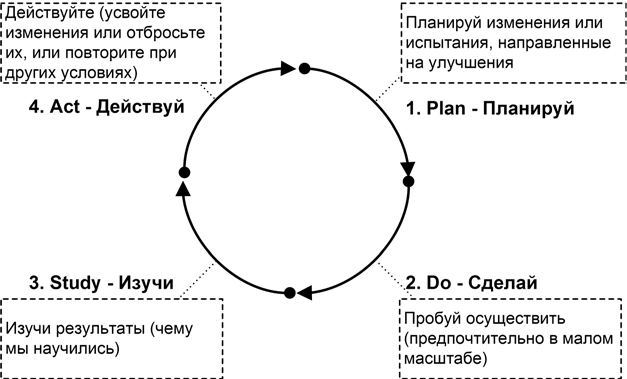 Действуйте (усвойте
изменения или отбросьте
их, или повторите при
других условиях)
4. Act - Действуй
Планируй изменения или
испытания, направленные
на улучшения
1. Plan - Планируй
3. Study - Изучи
Изучи результаты (чему
мы научились)
2. Do - Сделай
Пробуй осуществить
(предпочтительно в малом
масштабе)